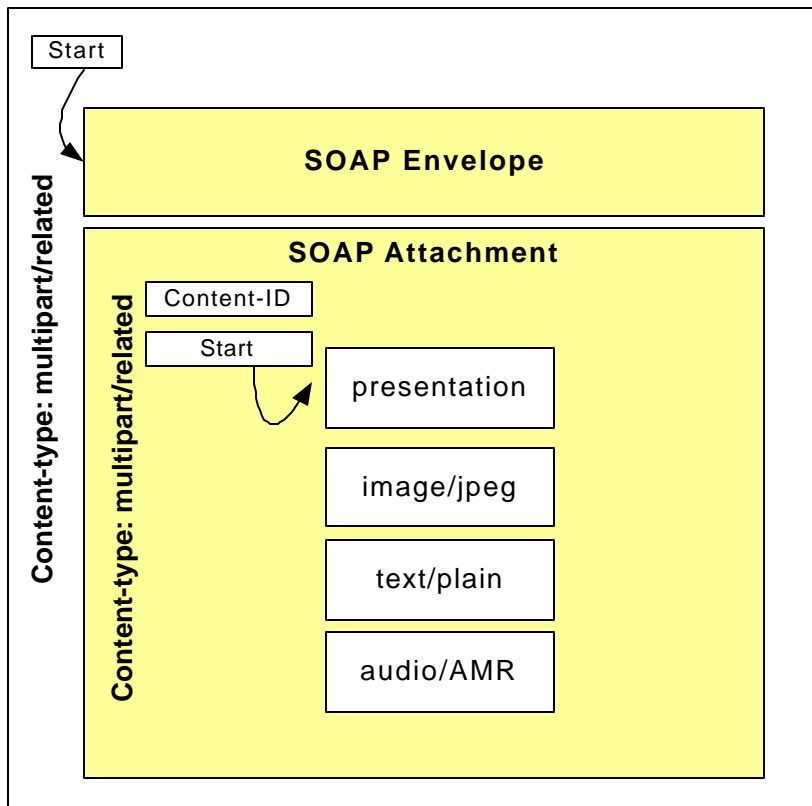 Start
Content-type: multipart/related
SOAP Envelope
SOAP Attachment
Content-type: multipart/related
Content-ID
Start
presentation
image/jpeg
text/plain
audio/AMR